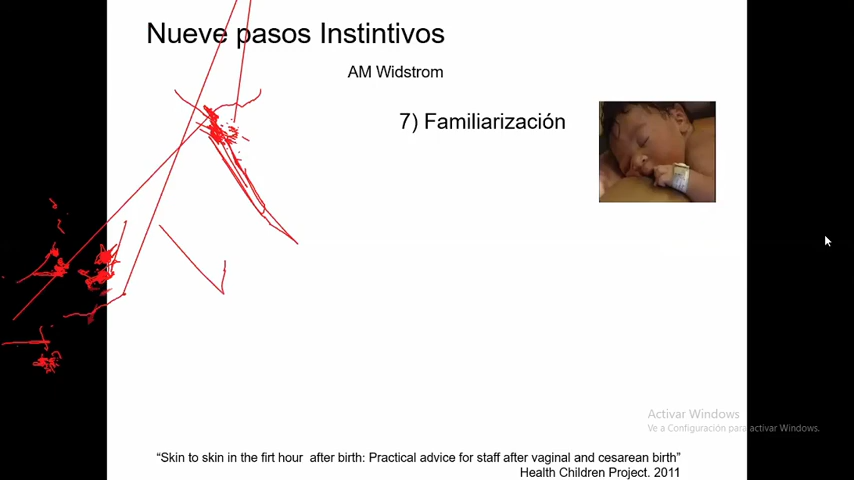 Nueve pasos Instintivos
AM Widstrom
7) Familiarización
Activar Windows
Ve a Configuración para activar Windows.
“Skin to skin in the firt hour after birth: Practical advice for staff after vaginal and cesarean birth”
Health Children Project. 2011